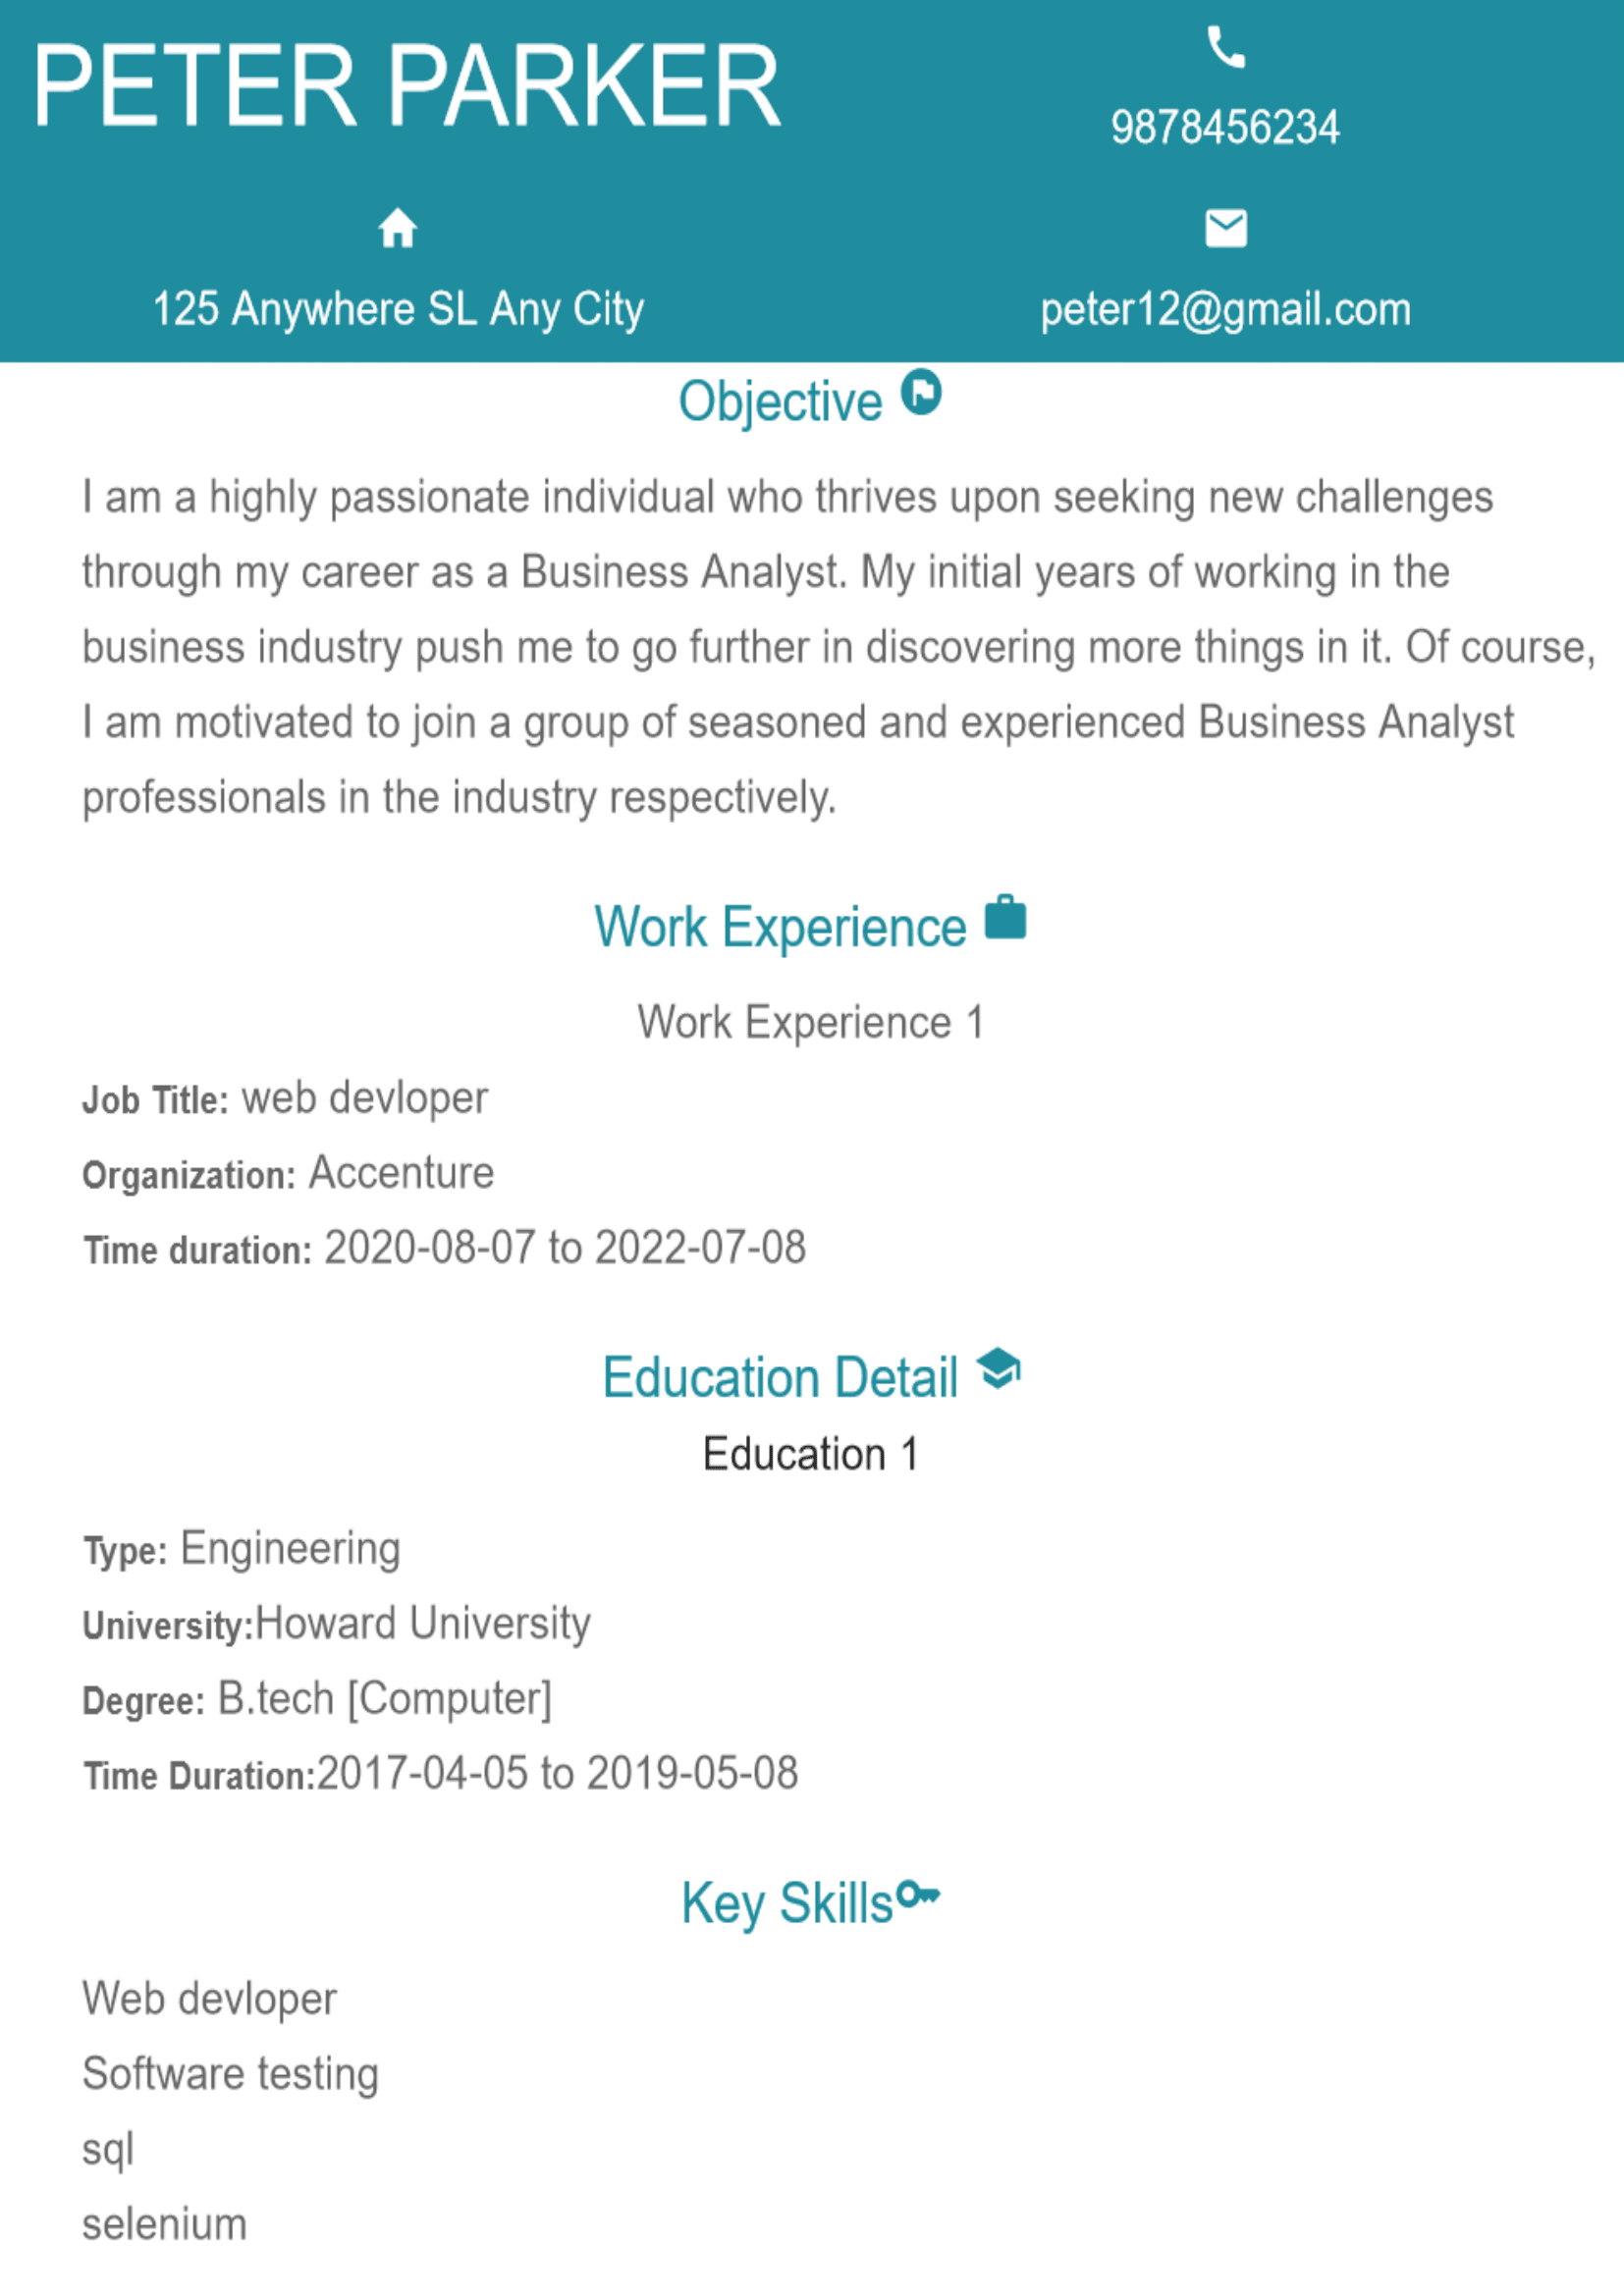 PETER PARKER
9878456234
125 Anywhere SL Any City
peter12@gmail.com
Objective
I am a highly passionate individual who thrives upon seeking new challenges
through my career as a Business Analyst. My initial years of working in the
business industry push me to go further in discovering more things in it. Of course,
I am motivated to join a group of seasoned and experienced Business Analyst
professionals in the industry respectively.
Work Experience
Work Experience 1
Job Title: web devloper
Organization: Accenture
Time duration: 2020-08-07 to 2022-07-08
Education Detail
Education 1
Type: Engineering
University:Howard University
Degree: B.tech [Computer]
Time Duration:2017-04-05 to 2019-05-08
Key Skills
Web devloper
Software testing
sql
selenium